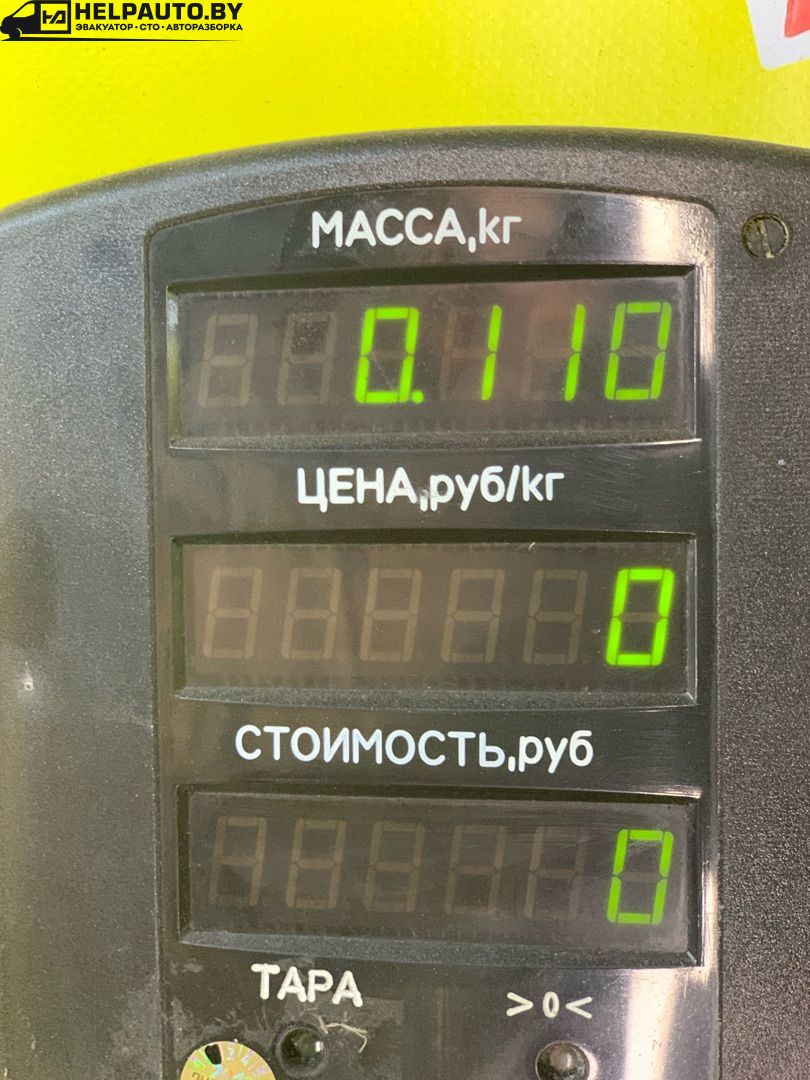 HELPAUTO.BY
ЭВАКУАТОР•СТО•АВТОРАЗБОРКА
МАССА,кг
0.110
ЦЕНА,руб/кг
0
СТОИМОСТЬ,руб
0
ТАРА
>0<